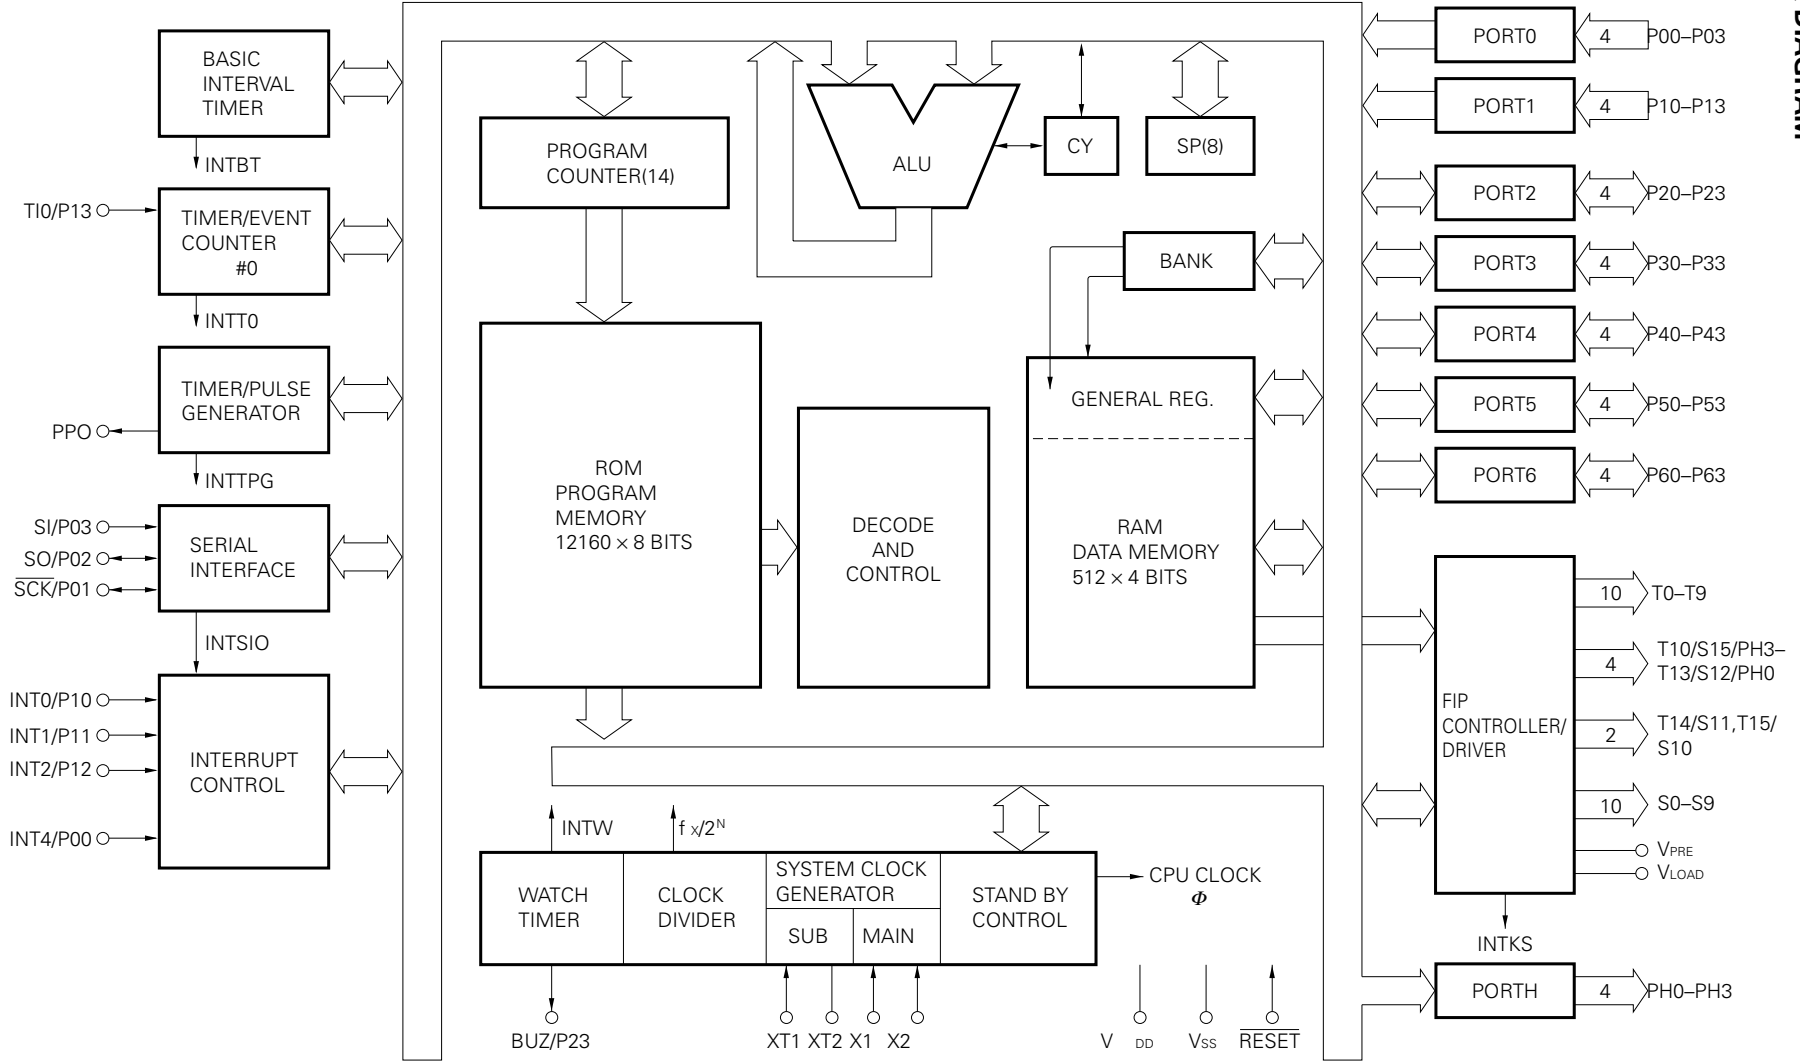 DIAGRAM
BASIC
INTERVAL
TIMER
INTBT
TI0/P13
TIMER/EVENT
COUNTER
#0
INTT0
TIMER/PULSE
GENERATOR
PPO
INTTPG
SI/P03
SO/P02
SCK/P01
SERIAL
INTERFACE
INTSIO
INT0/P10
INT1/P11
INT2/P12
INT4/P00
INTERRUPT
CONTROL
PROGRAM
COUNTER(14)
ALU
CY
SP(8)
BANK
ROM
PROGRAM
MEMORY
12160 × 8 BITS
DECODE
AND
CONTROL
GENERAL REG.
RAM
DATA MEMORY
512 × 4 BITS
INTW
f x/2N
WATCH
TIMER
CLOCK
DIVIDER
SYSTEM CLOCK
GENERATOR
SUB
MAIN
STAND BY
CONTROL
CPU CLOCK
Φ
BUZ/P23
XT1 XT2 X1 X2
V DD
VSS
RESET
PORT0 4 P00–P03
PORT1 4 P10–P13
PORT2 4 P20–P23
PORT3 4 P30–P33
PORT4 4 P40–P43
PORT5 4 P50–P53
PORT6 4 P60–P63
FIP
CONTROLLER/
DRIVER
10 T0–T9
4 T10/S15/PH3–
T13/S12/PH0
2 T14/S11,T15/
S10
10 S0–S9
VPRE
VLOAD
INTKS
PORTH 4 PH0–PH3